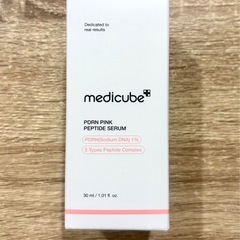 Dedicated to
real results
medicube
PDRN PINK
PEPTIDE SERUM
PDRN(Sodium DNA) 1%
5 Types Peptide Complex
30 ml / 1.01 fl. oz.